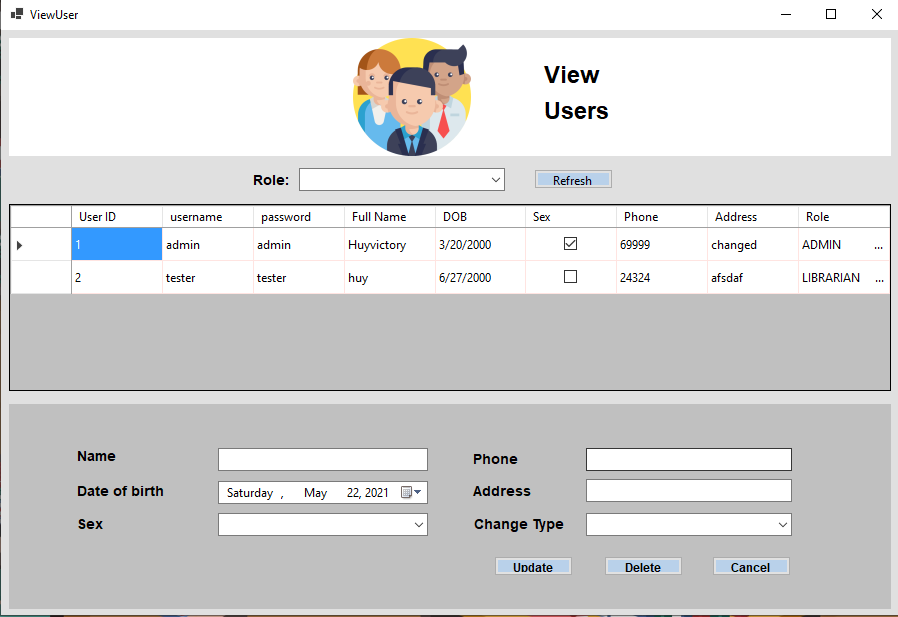 ViewUser
View
Users
Role: Refresh
User ID username password Full Name DOB Sex Phone Address Role
1 admin admin Huyvictory 3/20/2000 69999 changed ADMIN ...
2 tester tester huy 6/27/2000 24324 afsdaf LIBRARIAN ...
Name Phone
Date of birth Saturday , May 22, 2021 Address
Sex Change Type
Update Delete Cancel